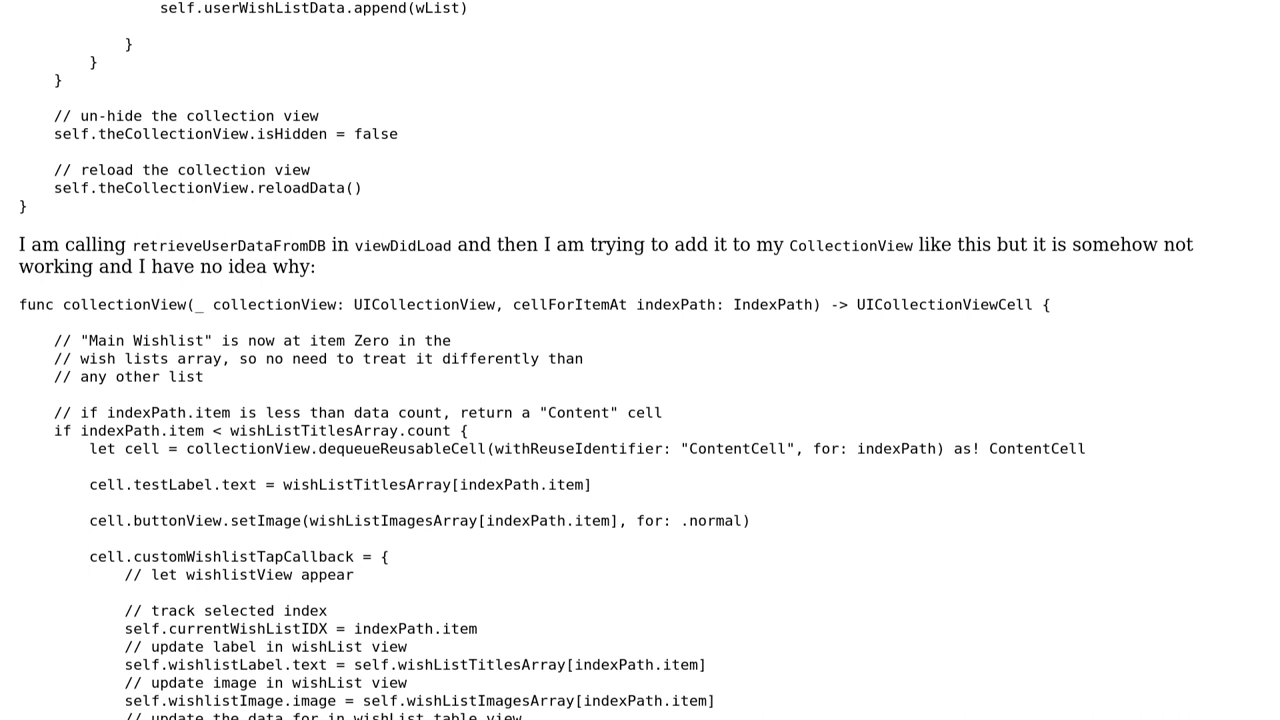 self.userWishListData.append(wList)
}
}
}
// un-hide the collection view
self.theCollectionView.isHidden = false
// reload the collection view
self.theCollectionView.reloadData()
}
I am calling retrieveUserDataFromDB in viewDidLoad and then I am trying to add it to my CollectionView like this but it is somehow not
working and I have no idea why:
func collectionView(_ collectionView: UICollectionView, cellForItemAt indexPath: IndexPath) -> UICollectionViewCell {
// "Main Wishlist" is now at item Zero in the
// wish lists array, so no need to treat it differently than
// any other list
// if indexPath.item is less than data count, return a "Content" cell
if indexPath.item < wishListTitlesArray.count {
let cell = collectionView.dequeueReusableCell(withReuseIdentifier: "ContentCell", for: indexPath) as! ContentCell
cell.testLabel.text = wishListTitlesArray[indexPath.item]
cell.buttonView.setImage(wishListImagesArray[indexPath.item], for: .normal)
cell.customWishlistTapCallback = {
// let wishlistView appear
// track selected index
self.currentWishListIDX = indexPath.item
// update label in wishList view
self.wishlistLabel.text = self.wishListTitlesArray[indexPath.item]
// update image in wishList view
self.wishlistImage.image = self.wishListImagesArray[indexPath.item]
// update the data for in wishList table view